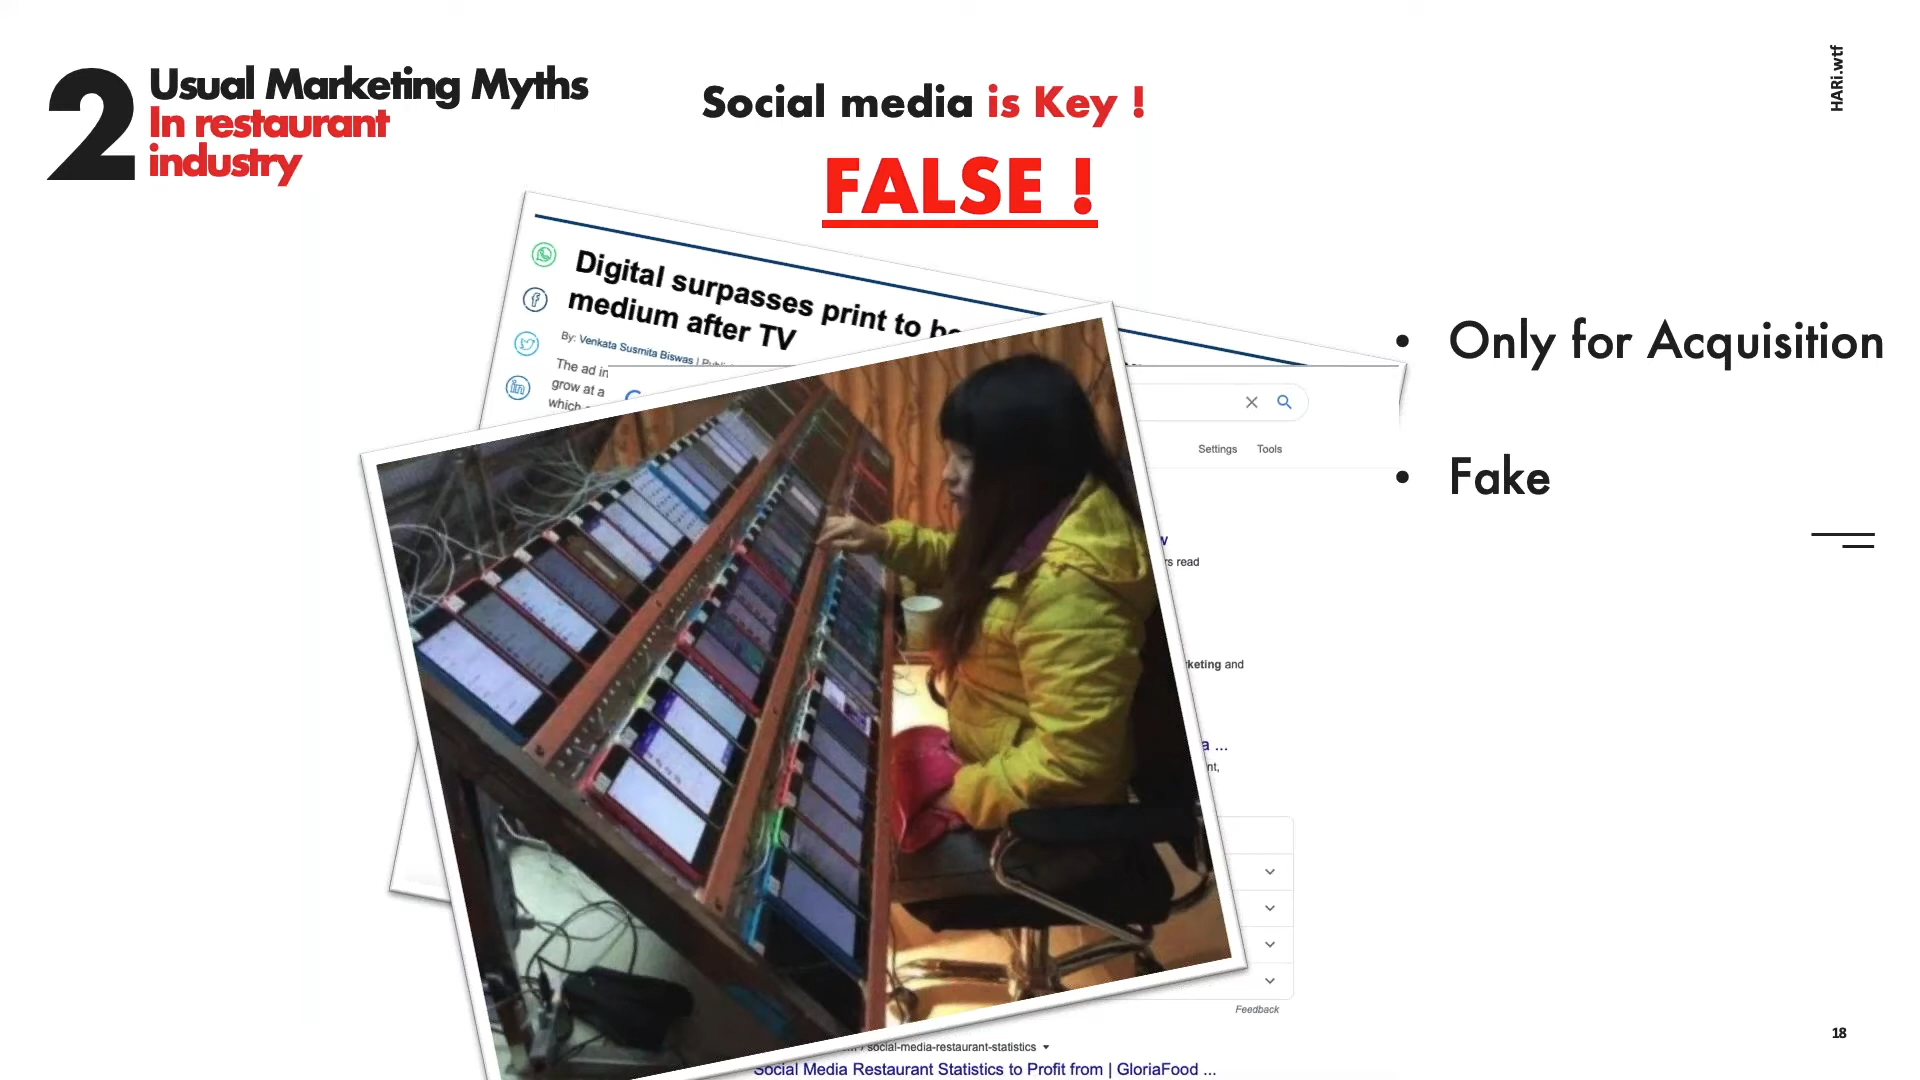 2
Usual Marketing Myths
In restaurant
industry
Social media is Key !
FALSE !
HARi.wtf
Digital surpasses print to
medium after TV
By: Venkata Susmita Biswas |
The ad in
grow at a
which
Settings Tools
• Only for Acquisition
• Fake
read
keting and
a ...
Feedback
social-media-restaurant-statistics
Social Media Restaurant Statistics to Profit from | GloriaFood ...
18